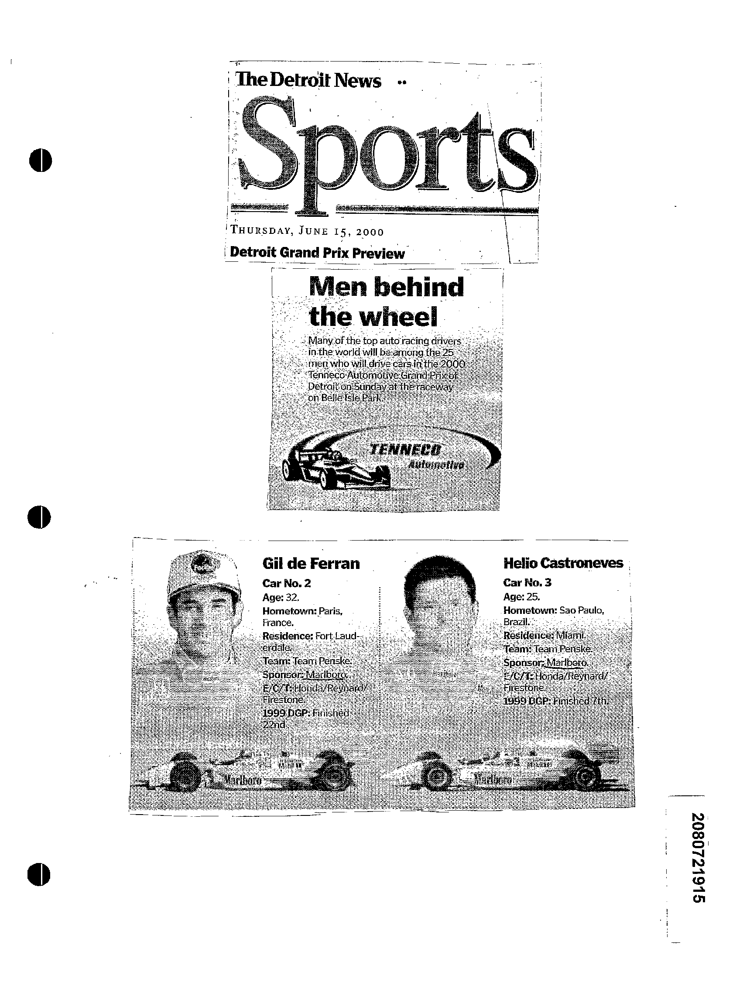 The Detroit News
Sports
THURSDAY, JUNE 15, 2000
Detroit Grand Prix Preview
Men behind
the wheel
Many of the top auto racing drivers
in the world will be among the 25
men who will drive cars in the 2000
Tenneco Automotive Grand Prix of
Detroit on Sunday at the raceway
on Belle Isle Park.
TENNECO
Automotive
Gil de Ferran
Car No. 2
Age: 32.
Hometown: Paris,
France.
Residence: Fort Laud-
erdale.
Team: Team Penske.
Sponsor: Marlboro.
E/C/T: Honda/Reynard/
Firestone.
1999 DGP: Finished
22nd.
Marlboro
Helio Castroneves
Car No. 3
Age: 25.
Hometown: Sao Paulo,
Brazil.
Residence: Miami.
Team: Team Penske.
Sponsor: Marlboro.
E/C/T: Honda/Reynard/
Firestone.
1999 DGP: Finished 7th.
3
Marlboro
2080721915